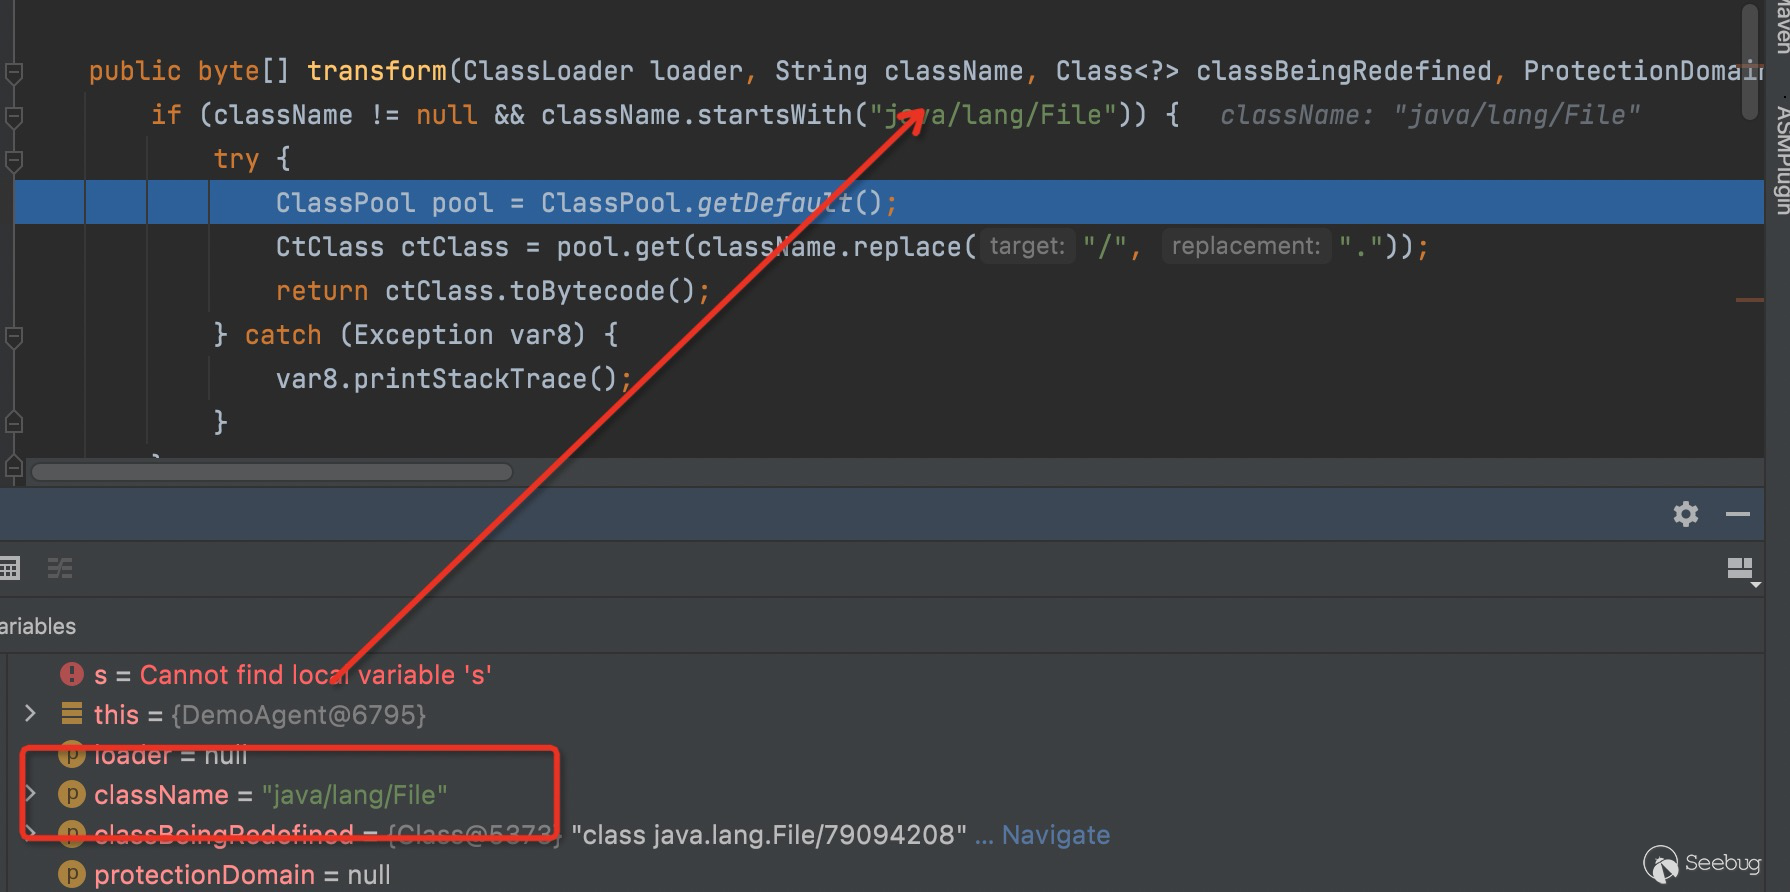 public byte[] transform(ClassLoader loader, String className, Class<?> classBeingRedefined, ProtectionDomain
if (className != null && className.startsWith("java/lang/File")) { className: "java/lang/File"
try {
ClassPool pool = ClassPool.getDefault();
CtClass ctClass = pool.get(className.replace( target: "/", replacement: "."));
return ctClass.toBytecode();
} catch (Exception var8) {
var8.printStackTrace();
}
Maven
ASMPlugin
ariables
s = Cannot find local variable 's'
this = {DemoAgent@6795}
loader = null
className = "java/lang/File"
classBeingRedefined = {Class@5373} "class java.lang.File/79094208" ... Navigate
protectionDomain = null
Seebug